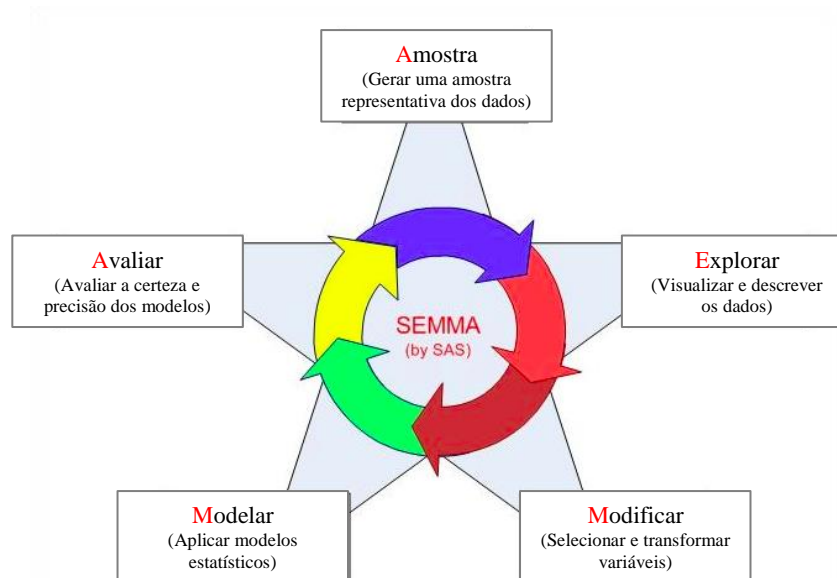 Amostra
(Gerar uma amostra
representativa dos dados)
Avaliar
(Avaliar a certeza e
precisão dos modelos)
Explorar
(Visualizar e descrever
os dados)
SEMMA
(by SAS)
Modelar
(Aplicar modelos
estatísticos)
Modificar
(Selecionar e transformar
variáveis)